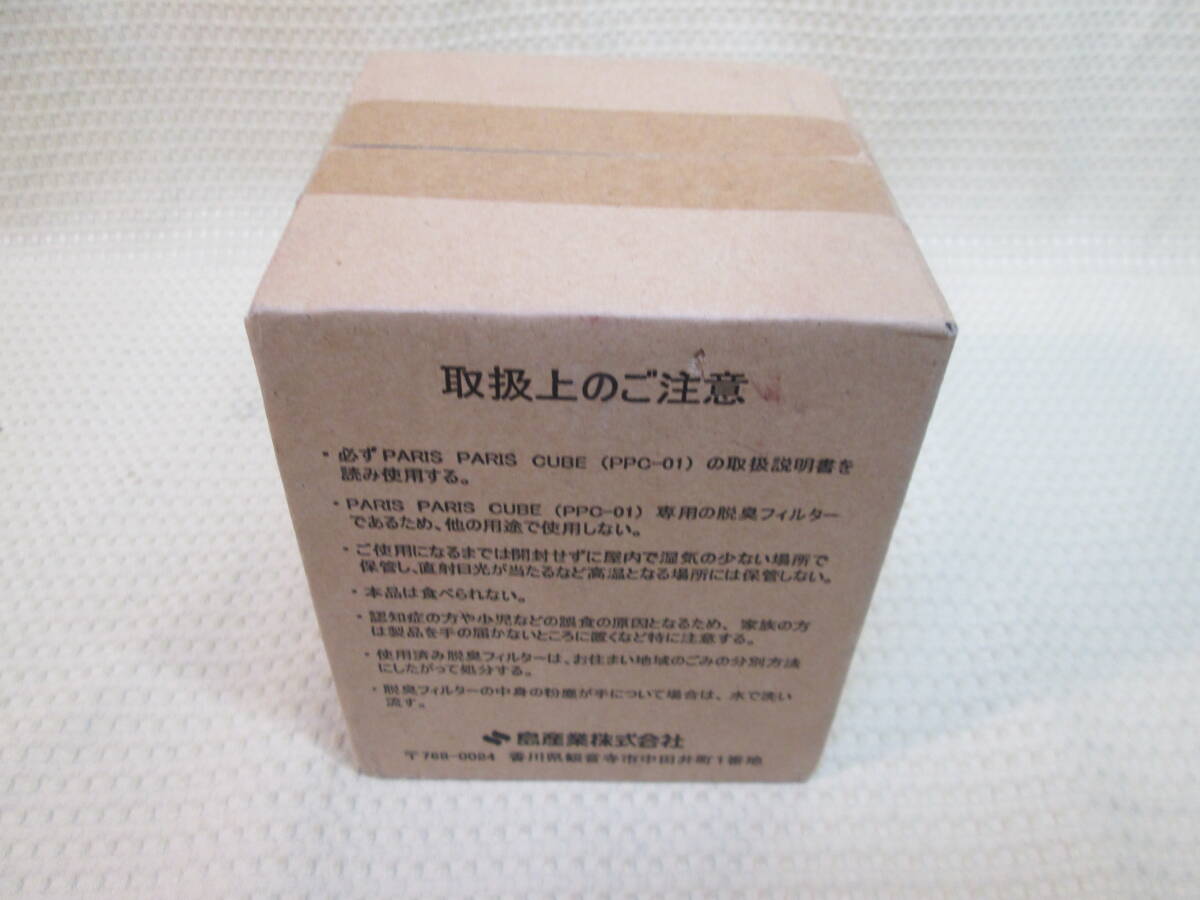 取扱上のご注意
・必ずPARIS PARIS CUBE (PPC-01) の取扱説明書を
読み使用する。
・PARIS PARIS CUBE (PPC-01) 専用の脱臭フィルター
であるため、他の用途で使用しない。
・ご使用になるまでは開封せずに屋内で湿気の少ない場所で
保管し、直射日光が当たるなど高温となる場所には保管しない。
・本品は食べられない。
・認知症の方や小児などの誤食の原因となるため、家族の方
は製品を手の届かないところに置くなど特に注意する。
・使用済み脱臭フィルターは、お住まい地域のごみの分別方法
にしたがって処分する。
・脱臭フィルターの中身の粉塵が手について場合は、水で洗い
流す。
島産業株式会社
〒768-0024 香川県観音寺市中田井町1番地